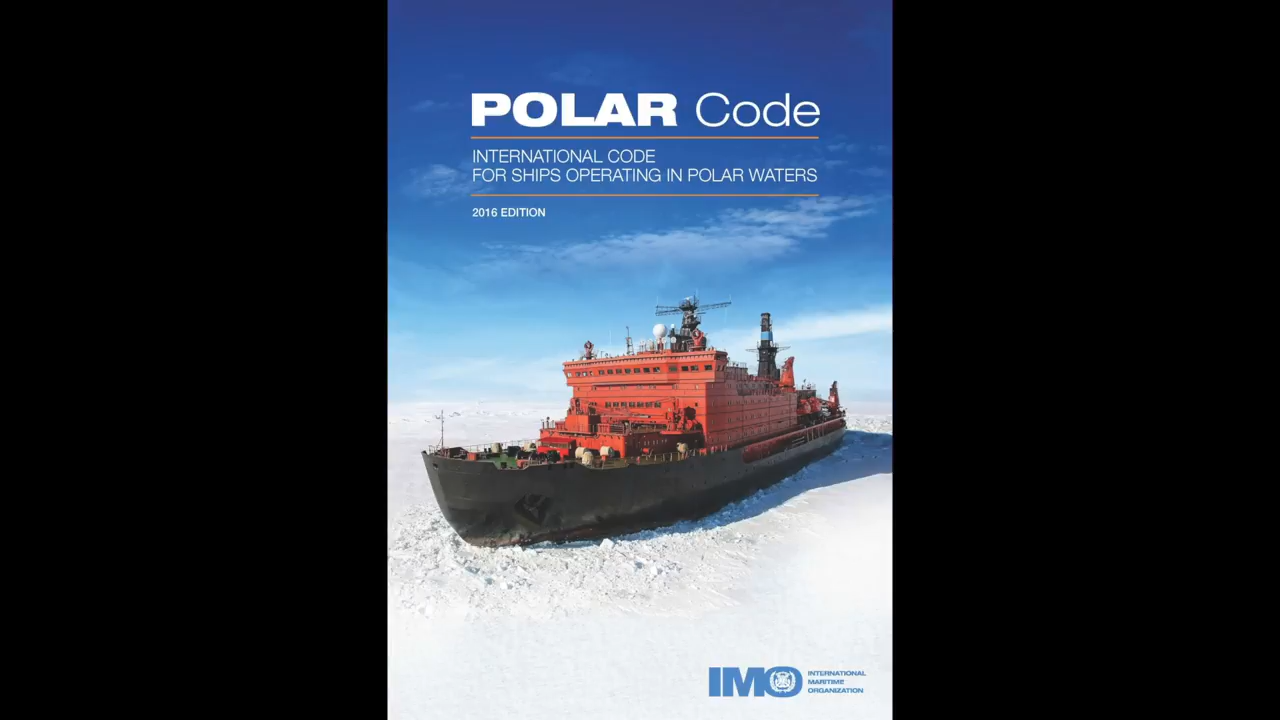 POLAR Code
INTERNATIONAL CODE
FOR SHIPS OPERATING IN POLAR WATERS
2016 EDITION
IMO
INTERNATIONAL
MARITIME
ORGANIZATION